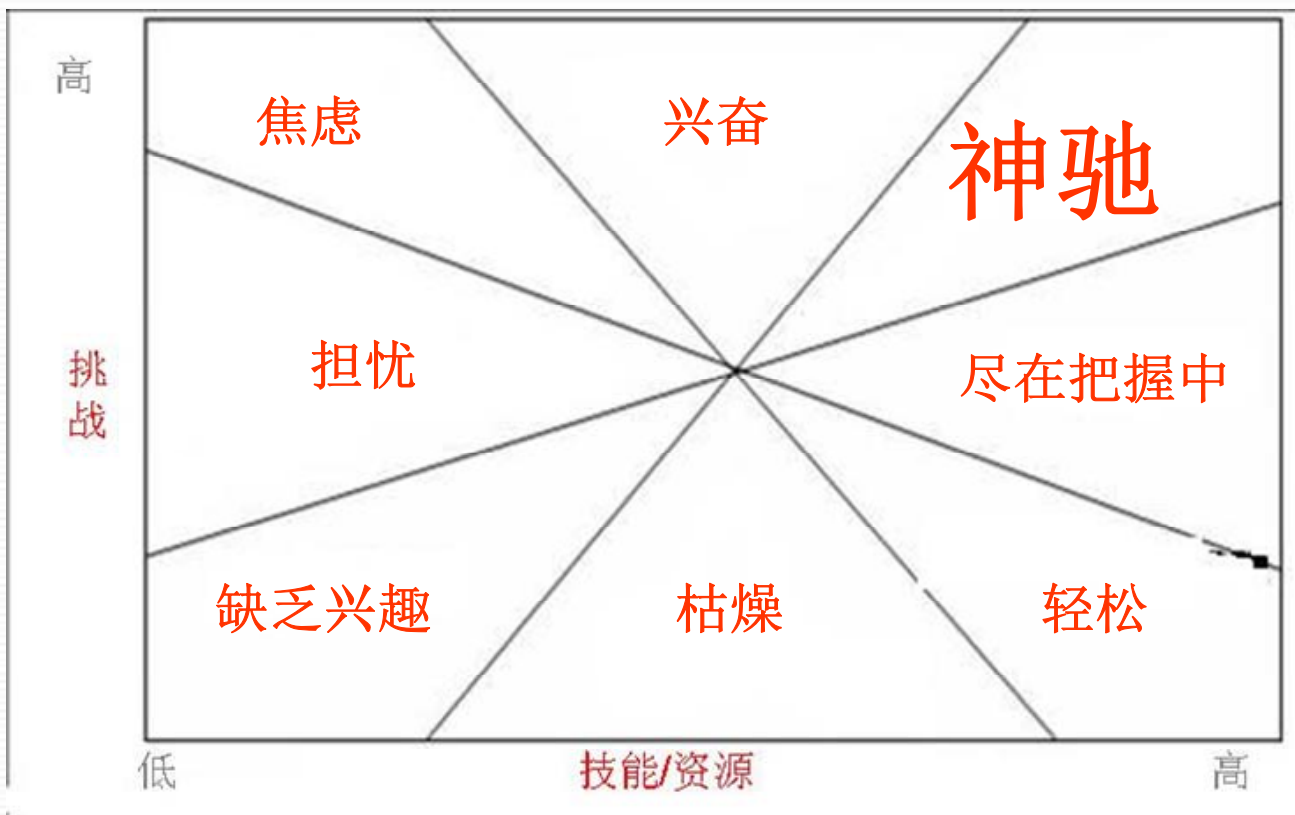 高
焦虑
兴奋
神驰
挑
战
担忧
尽在把握中
缺乏兴趣
枯燥
轻松
低
技能/资源
高